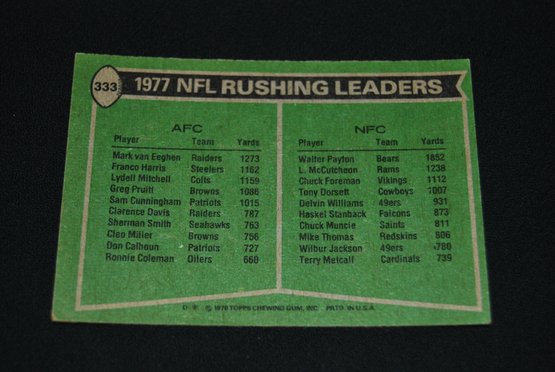 333 1977 NFL RUSHING LEADERS
AFC
Player Team Yards
Mark van Eeghen Raiders 1273
Franco Harris Steelers 1162
Lydell Mitchell Colts 1159
Greg Pruitt Browns 1086
Sam Cunningham Patriots 1015
Clarence Davis Raiders 787
Sherman Smith Seahawks 763
Cleo Miller Browns 756
Don Calhoun Patriots 727
Ronnie Coleman Oilers 660
NFC
Player Team Yards
Walter Payton Bears 1852
L. McCutcheon Rams 1238
Chuck Foreman Vikings 1112
Tony Dorsett Cowboys 1007
Delvin Williams 49ers 931
Haskel Stanback Falcons 873
Chuck Muncie Saints 811
Mike Thomas Redskins 806
Wilbur Jackson 49ers 780
Terry Metcalf Cardinals 739
© 1978 TOPPS CHEWING GUM, INC. PRTD. IN U.S.A.